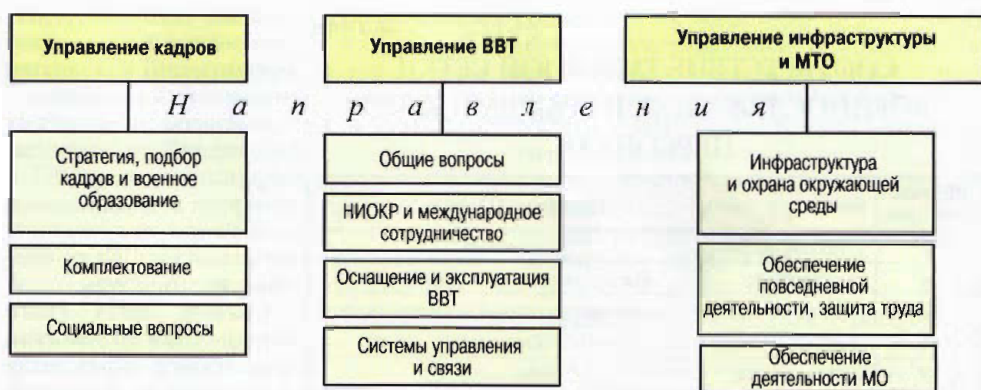 Управление кадров
Управление ВВТ
Управление инфраструктуры
и МТО
Направления
Стратегия, подбор
кадров и военное
образование
Комплектование
Социальные вопросы
Общие вопросы
НИОКР и международное
сотрудничество
Оснащение и эксплуатация
ВВТ
Системы управления
и связи
Инфраструктура
и охрана окружающей
среды
Обеспечение
повседневной
деятельности, защита труда
Обеспечение
деятельности МО